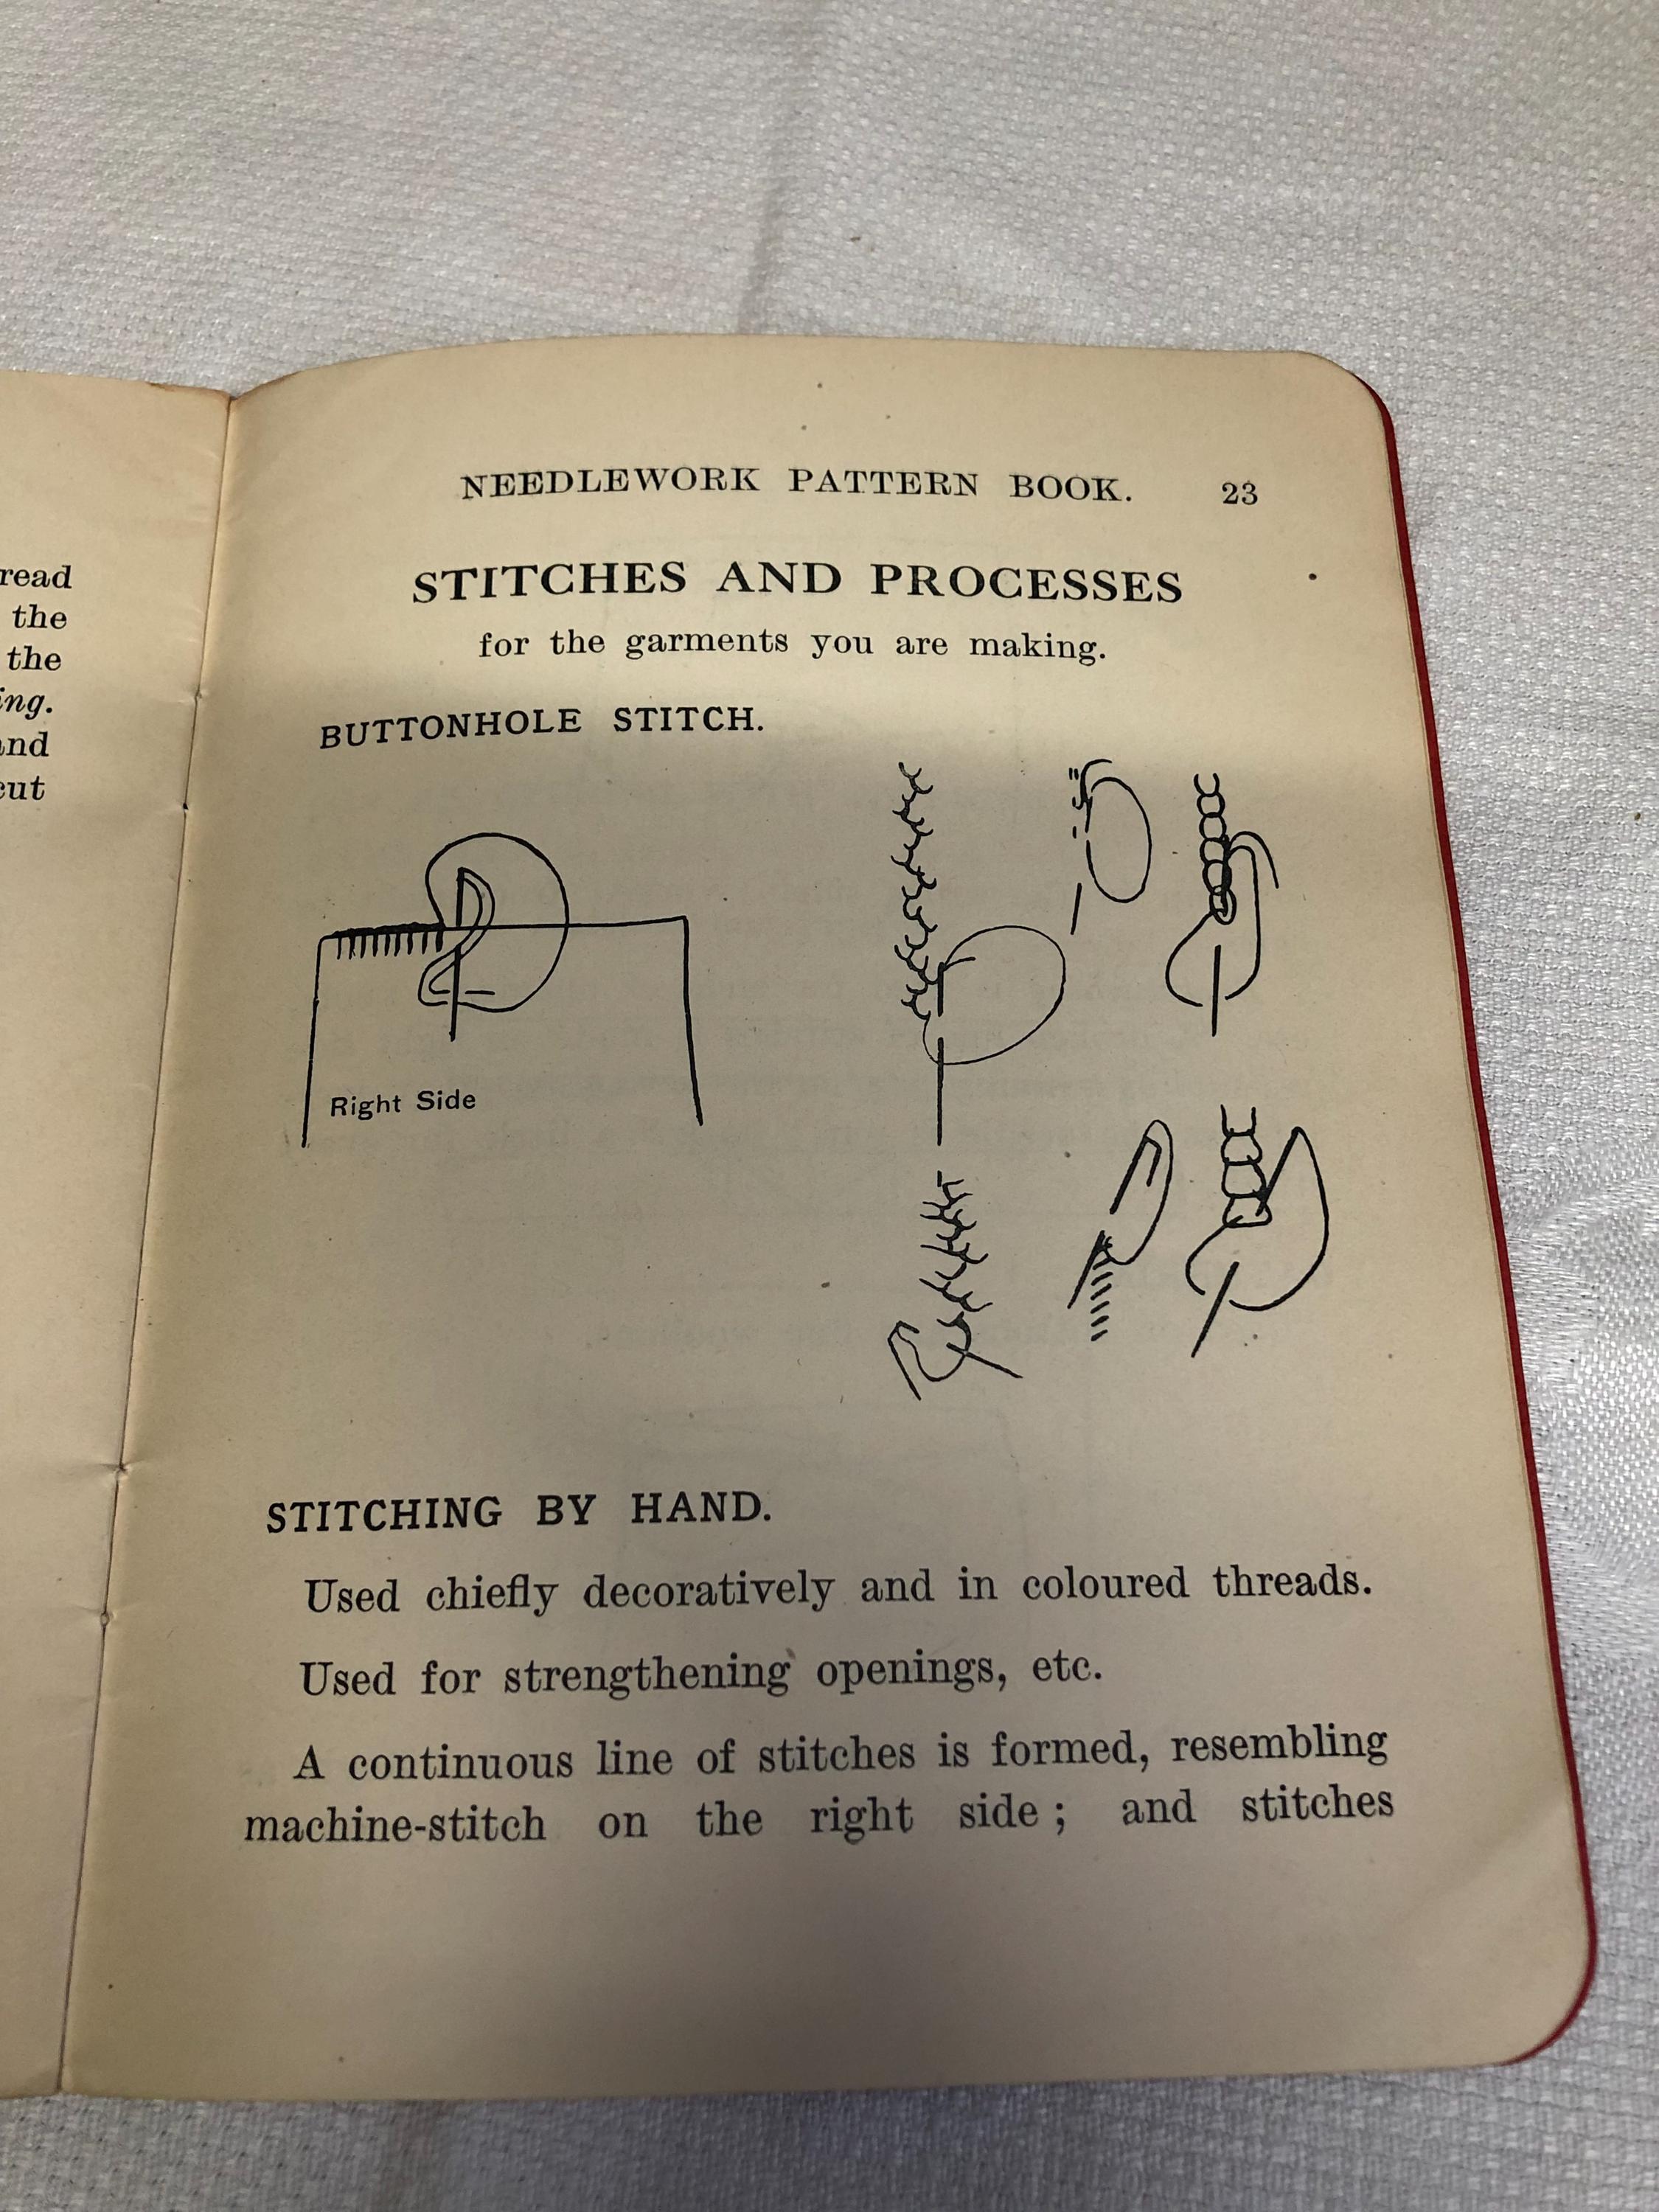 read
the
the
ing.
and
cut
NEEDLEWORK PATTERN BOOK. 23
STITCHES AND PROCESSES
for the garments you are making.
BUTTONHOLE STITCH.
Right Side
STITCHING BY HAND.
Used chiefly decoratively and in coloured threads.
Used for strengthening openings, etc.
A continuous line of stitches is formed, resembling
machine-stitch on the right side ; and stitches